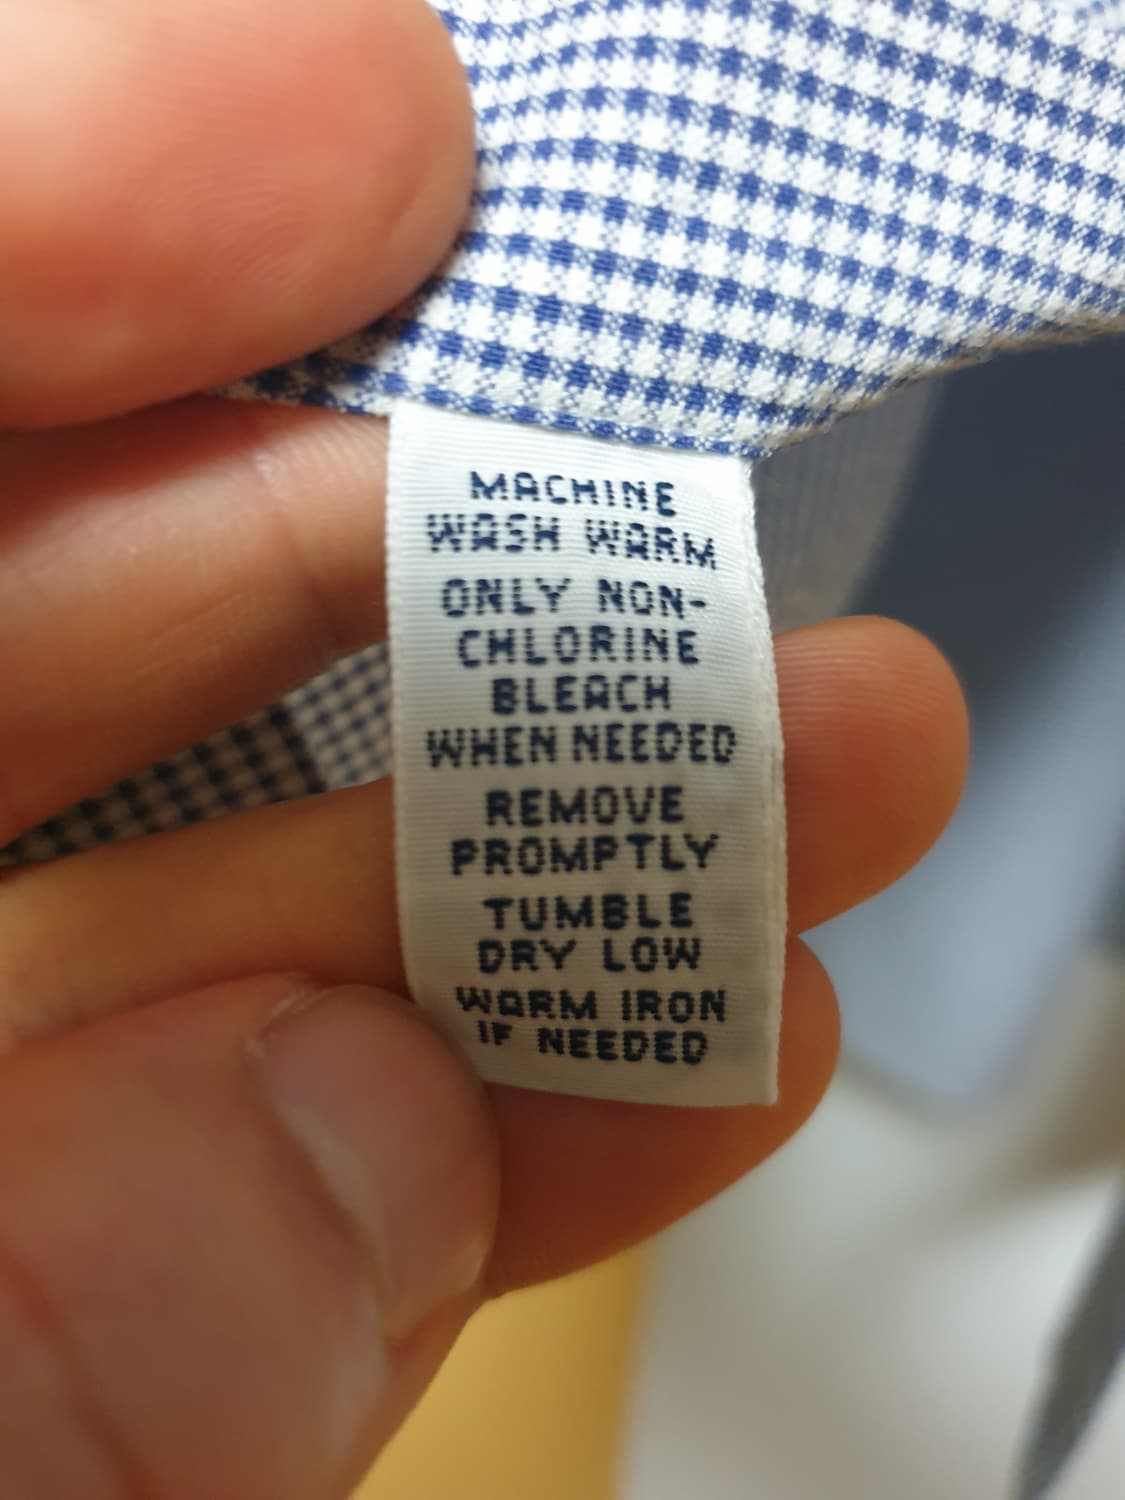 MACHINE
WASH WARM
ONLY NON-
CHLORINE
BLEACH
WHEN NEEDED
REMOVE
PROMPTLY
TUMBLE
DRY LOW
WARM IRON
IF NEEDED